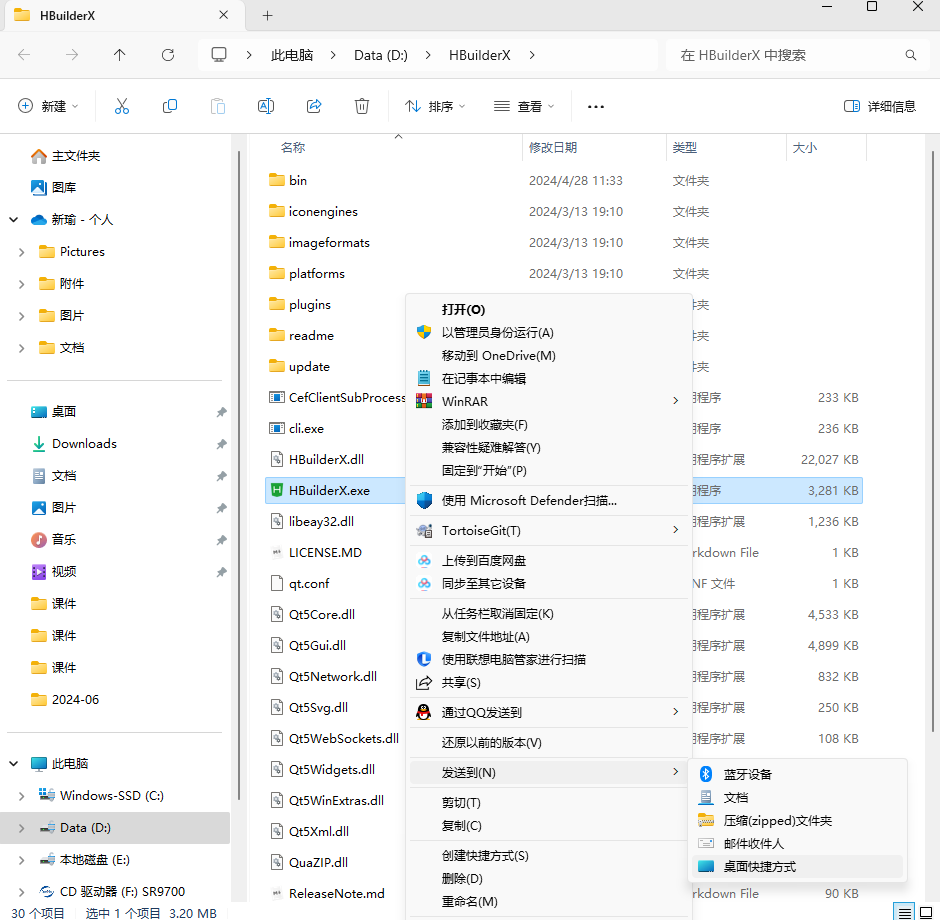 HBuilderX
此电脑
Data (D:)
HBuilderX
在 HBuilderX 中搜索
新建
排序
查看
详细信息
主文件夹
图库
新瑜 - 个人
Pictures
附件
图片
文档
桌面
Downloads
文档
图片
音乐
视频
课件
课件
课件
2024-06
此电脑
Windows-SSD (C:)
Data (D:)
本地磁盘 (E:)
CD 驱动器 (F:) SR9700
名称 修改日期 类型 大小
bin 2024/4/28 11:33 文件夹
iconengines 2024/3/13 19:10 文件夹
imageformats 2024/3/13 19:10 文件夹
platforms 2024/3/13 19:10 文件夹
plugins 件夹
readme 件夹
update 件夹
CefClientSubProcess 用程序 233 KB
cli.exe 用程序 236 KB
HBuilderX.dll 用程序扩展 22,027 KB
HBuilderX.exe 用程序 3,281 KB
libeay32.dll 用程序扩展 1,236 KB
LICENSE.MD rkdown File 1 KB
qt.conf NF 文件 1 KB
Qt5Core.dll 用程序扩展 4,533 KB
Qt5Gui.dll 用程序扩展 4,899 KB
Qt5Network.dll 用程序扩展 832 KB
Qt5Svg.dll 用程序扩展 250 KB
Qt5WebSockets.dll 用程序扩展 108 KB
Qt5Widgets.dll
Qt5WinExtras.dll
Qt5Xml.dll
QuaZIP.dll
ReleaseNote.md rkdown File 90 KB
打开(O)
以管理员身份运行(A)
移动到 OneDrive(M)
在记事本中编辑
WinRAR
添加到收藏夹(F)
兼容性疑难解答(Y)
固定到"开始"(P)
使用 Microsoft Defender扫描...
TortoiseGit(T)
上传到百度网盘
同步至其它设备
从任务栏取消固定(K)
复制文件地址(A)
使用联想电脑管家进行扫描
共享(S)
通过QQ发送到
还原以前的版本(V)
发送到(N)
剪切(T)
复制(C)
创建快捷方式(S)
删除(D)
重命名(M)
蓝牙设备
文档
压缩(zipped)文件夹
邮件收件人
桌面快捷方式
30 个项目 选中 1 个项目 3.20 MB